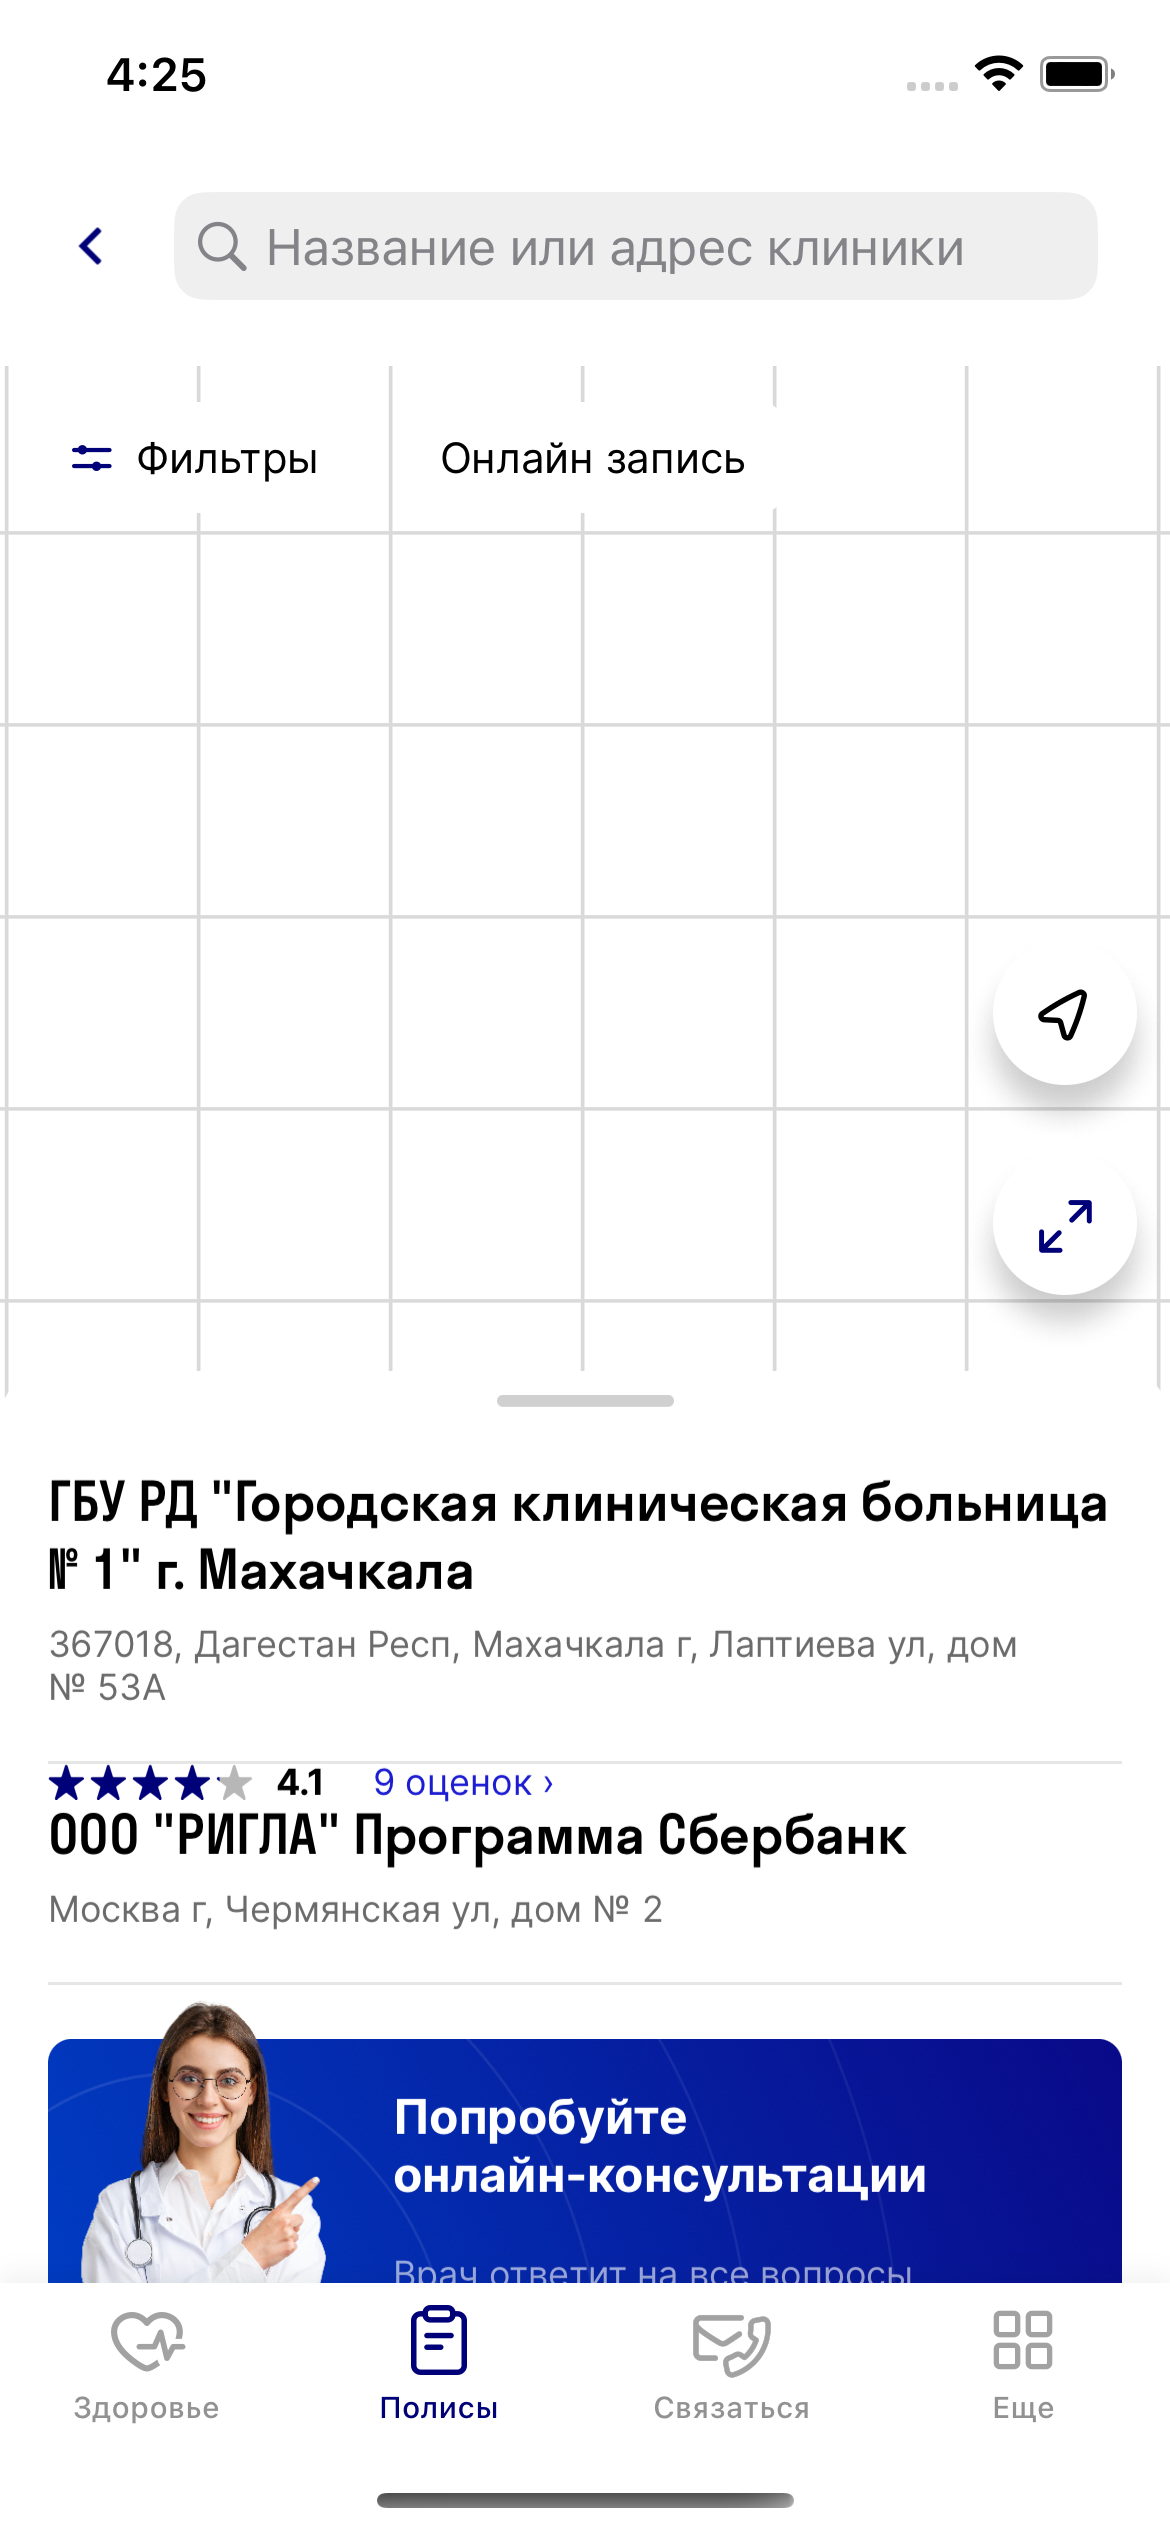 4:25
Название или адрес клиники
Фильтры
Онлайн запись
ГБУ РД "Городская клиническая больница
№ 1" г. Махачкала
367018, Дагестан Респ, Махачкала г, Лаптиева ул, дом
№ 53А
4.1 9 оценок ›
ООО "РИГЛА" Программа Сбербанк
Москва г, Чермянская ул, дом № 2
Попробуйте
онлайн-консультации
Врач ответит на все вопросы
Здоровье
Полисы
Связаться
Еще